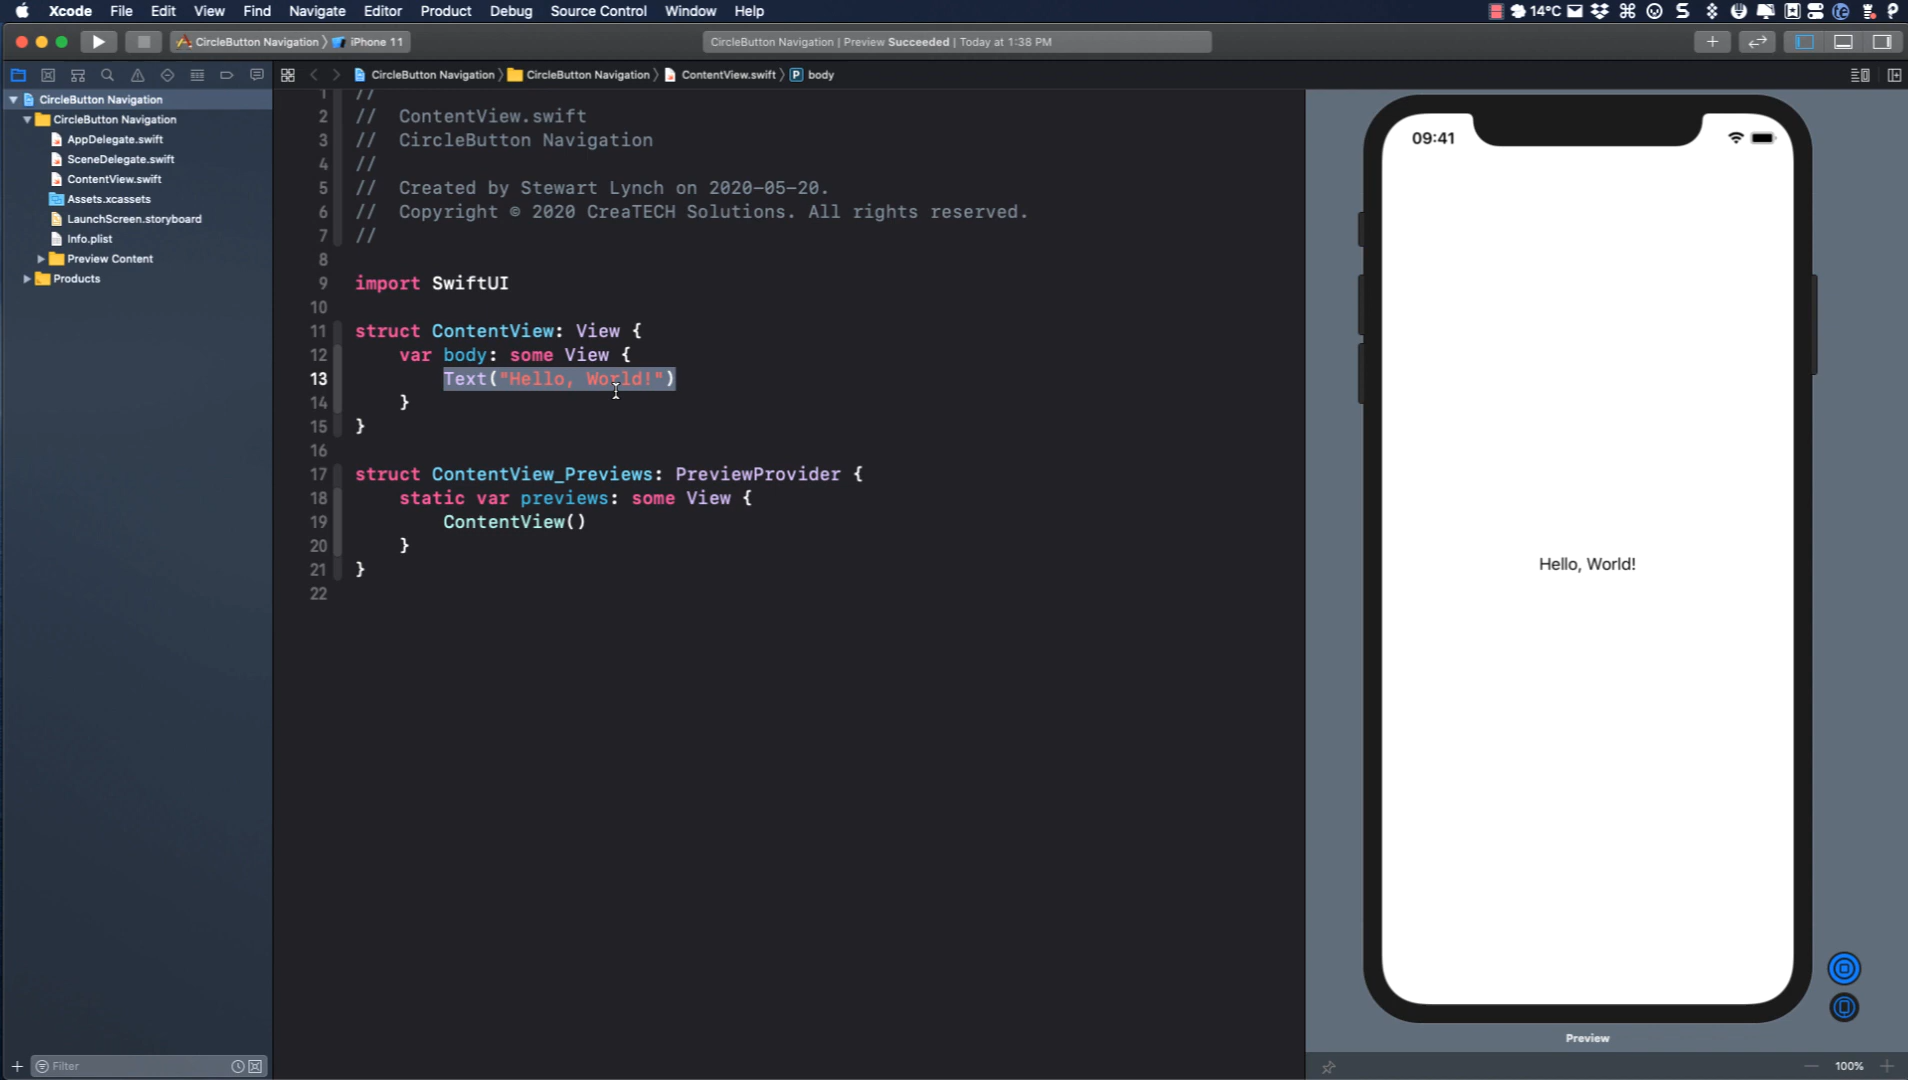 Xcode File Edit View Find Navigate Editor Product Debug Source Control Window Help 14°C
CircleButton Navigation iPhone 11 CircleButton Navigation | Preview Succeeded | Today at 1:38 PM
CircleButton Navigation CircleButton Navigation ContentView.swift P body
CircleButton Navigation
CircleButton Navigation
AppDelegate.swift
SceneDelegate.swift
ContentView.swift
Assets.xcassets
LaunchScreen.storyboard
Info.plist
Preview Content
Products
Filter
1 //
2 //  ContentView.swift
3 //  CircleButton Navigation
4 //
5 //  Created by Stewart Lynch on 2020-05-20.
6 //  Copyright © 2020 CreaTECH Solutions. All rights reserved.
7 //
8
9 import SwiftUI
10
11 struct ContentView: View {
12     var body: some View {
13         Text("Hello, World!")
14     }
15 }
16
17 struct ContentView_Previews: PreviewProvider {
18     static var previews: some View {
19         ContentView()
20     }
21 }
22
09:41
Hello, World!
Preview
100%